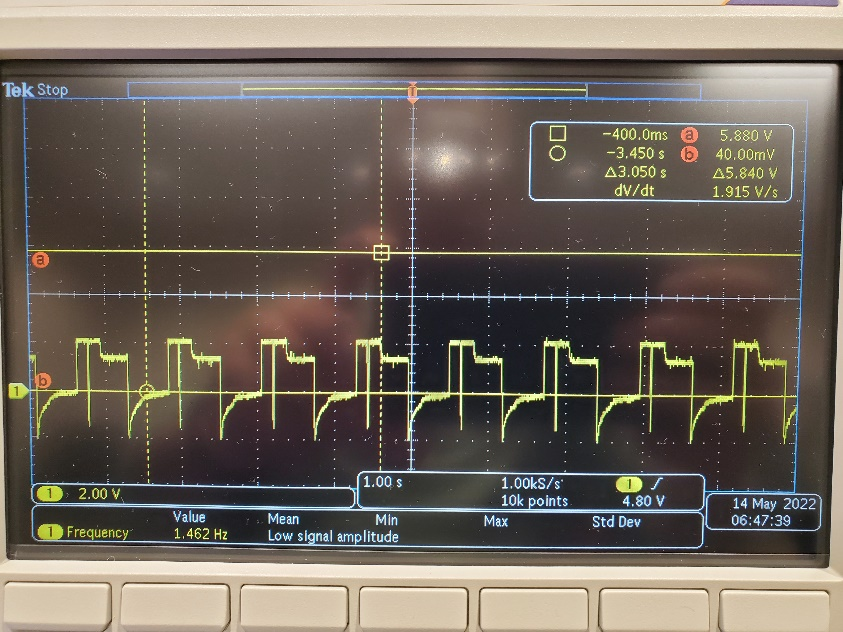 Tek Stop
T
-400.0ms a 5.880 V
-3.450 s b 40.00mV
Δ3.050 s Δ5.840 V
dV/dt 1.915 V/s
a
b
1
1 2.00 V
1.00 s 1.00kS/s 1
10k points 4.80 V
Value Mean Min Max Std Dev
1 Frequency 1.462 Hz Low signal amplitude
14 May 2022
06:47:39